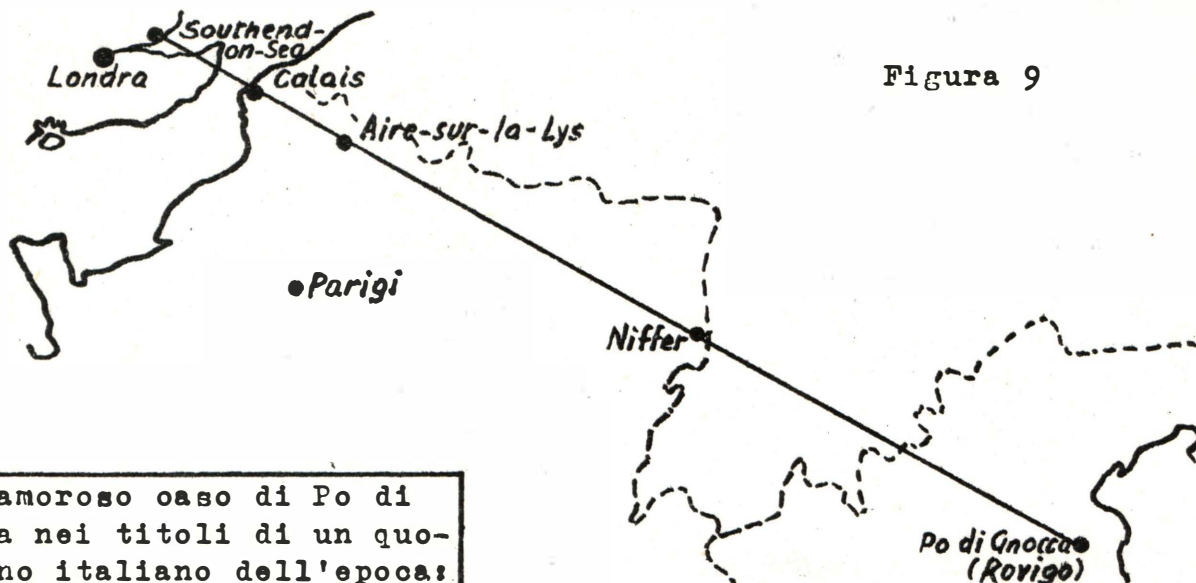 Southend-
on-Sea
Londra
Calais
Figura 9
Aire-sur-la-Lys
Parigi
Niffer
amoroso caso di Po di
a nei titoli di un quo-
no italiano dell'epoca:
Po di Gnocca
(Rovigo)